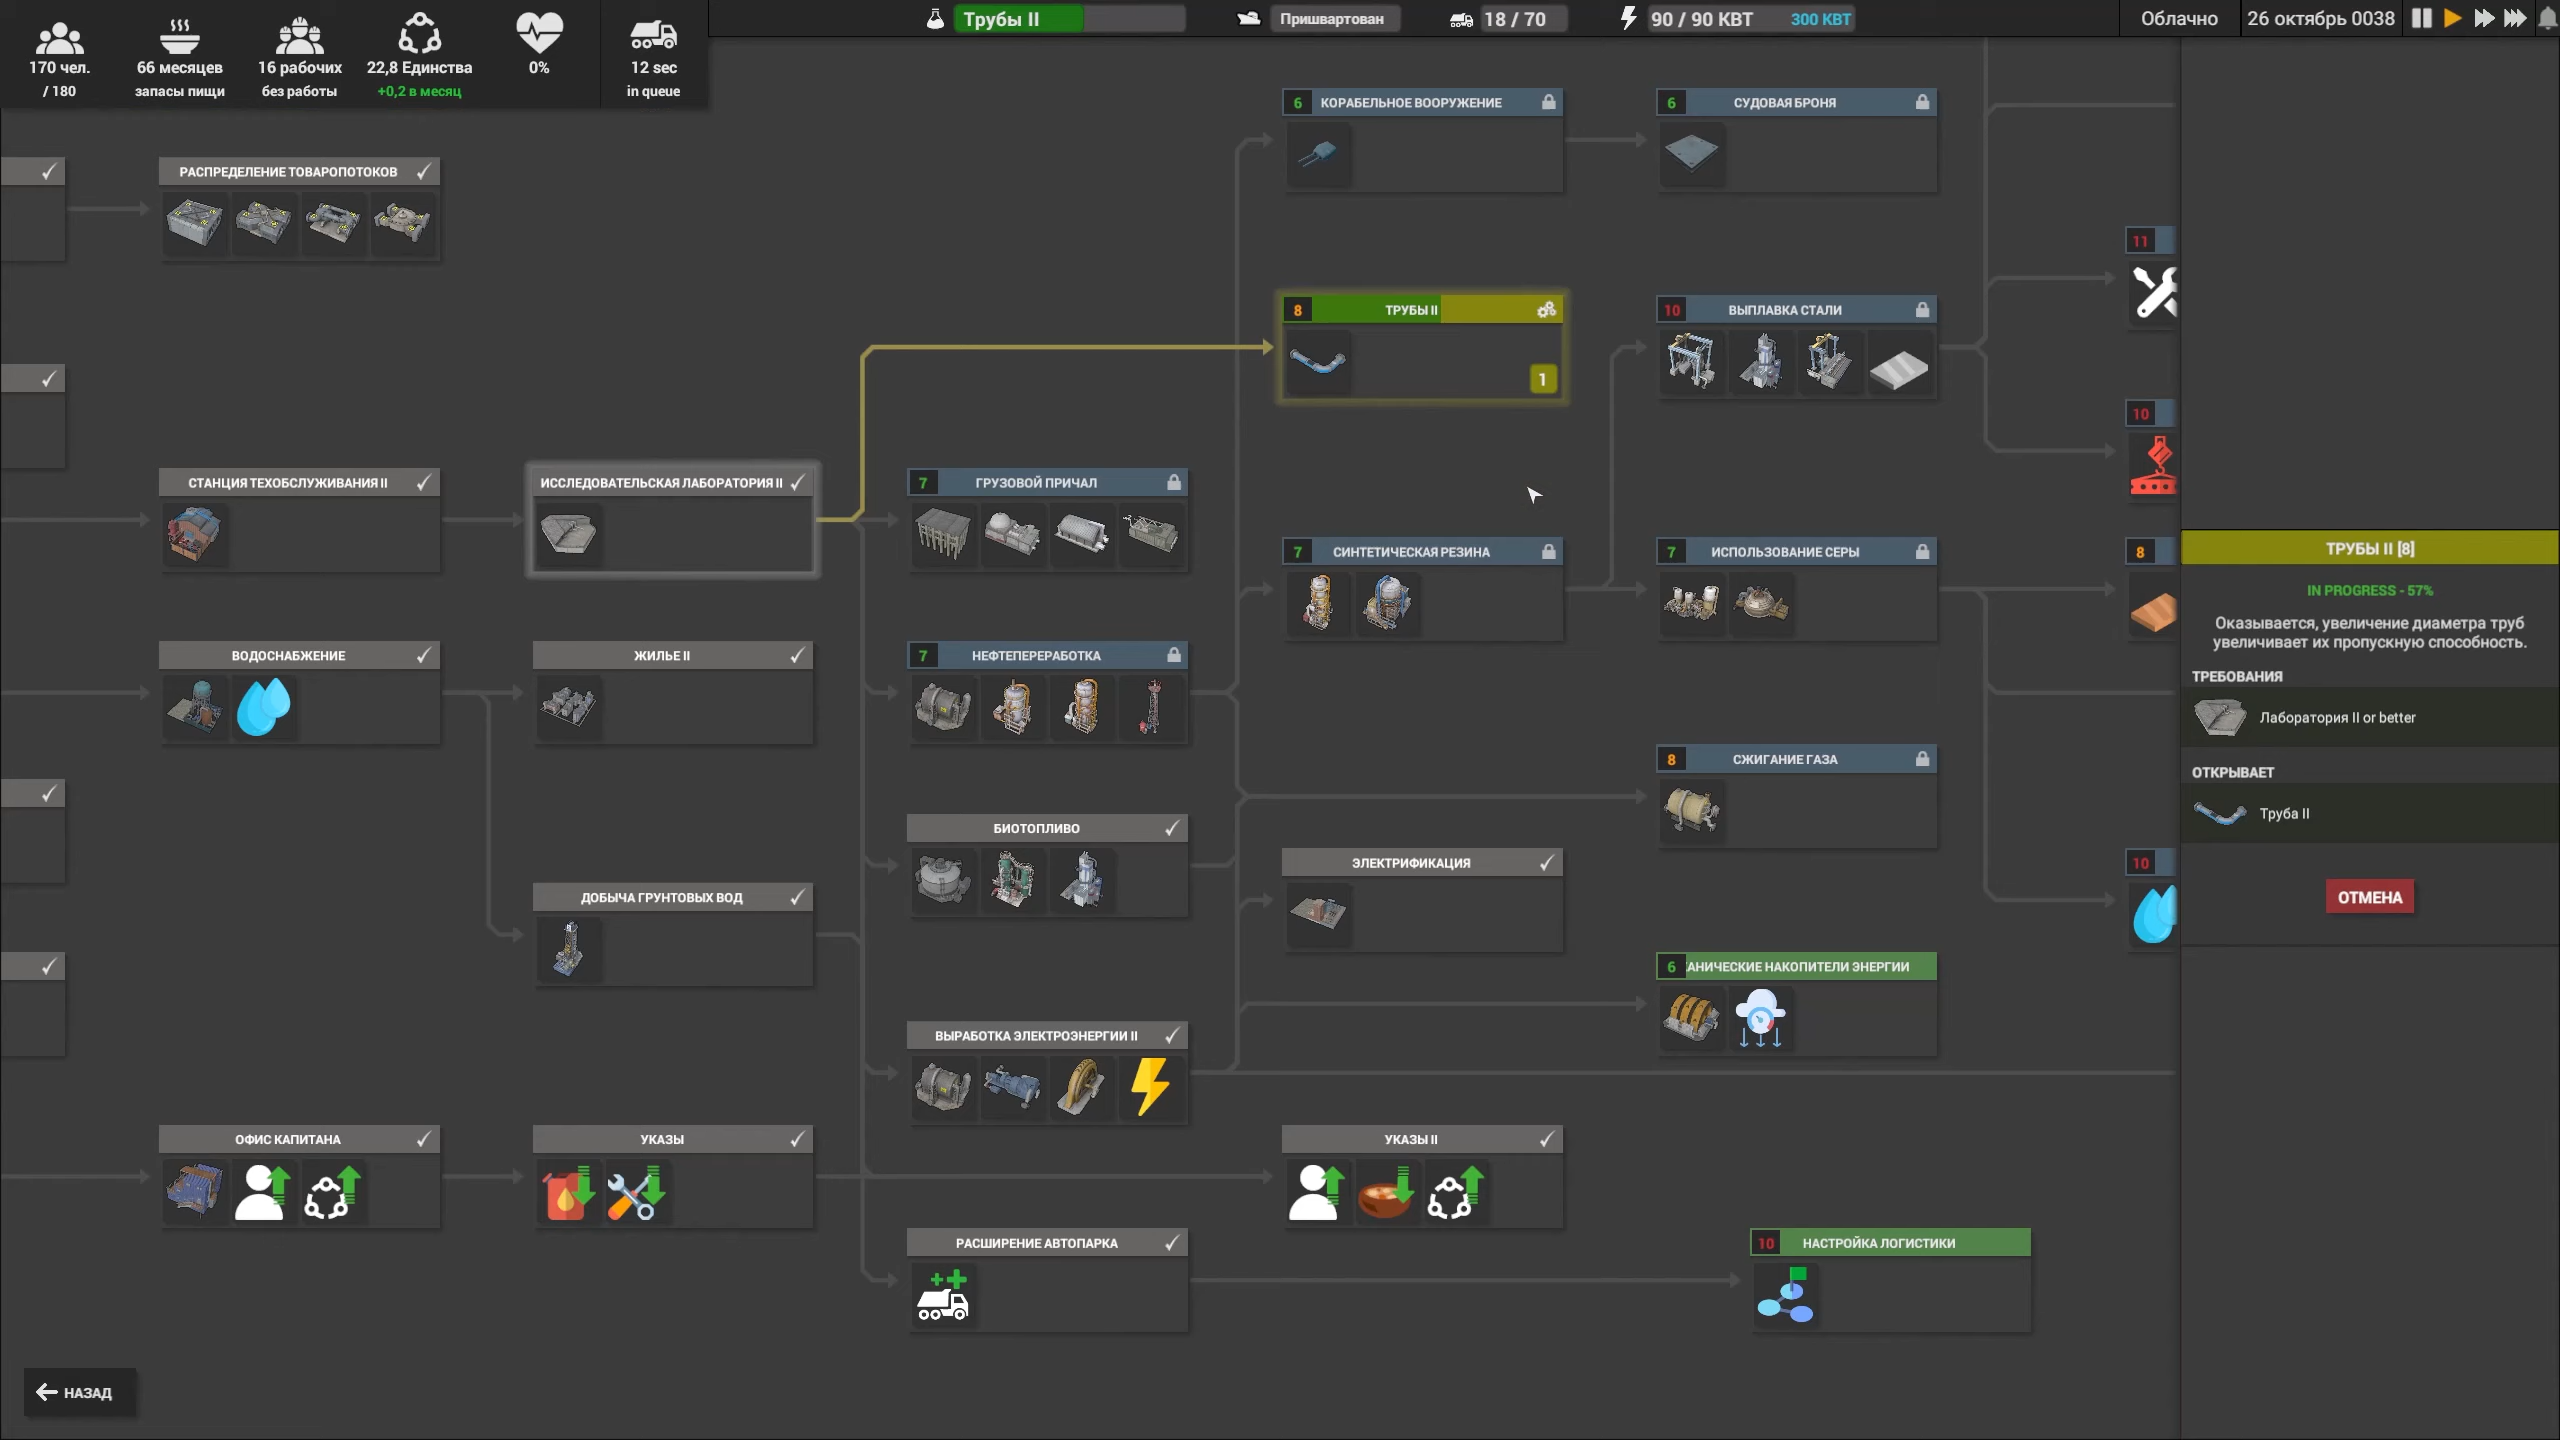 170 чел.
/ 180
66 месяцев
запасы пищи
16 рабочих
без работы
22,8 Единства
+0,2 в месяц
0%
12 sec
in queue
Трубы II
Пришвартован
18 / 70
90 / 90 КВТ
300 КВТ
Облачно
26 октябрь 0038
6
КОРАБЕЛЬНОЕ ВООРУЖЕНИЕ
6
СУДОВАЯ БРОНЯ
РАСПРЕДЕЛЕНИЕ ТОВАРОПОТОКОВ
11
8
ТРУБЫ II
1
10
ВЫПЛАВКА СТАЛИ
10
СТАНЦИЯ ТЕХОБСЛУЖИВАНИЯ II
ИССЛЕДОВАТЕЛЬСКАЯ ЛАБОРАТОРИЯ II
7
ГРУЗОВОЙ ПРИЧАЛ
7
СИНТЕТИЧЕСКАЯ РЕЗИНА
7
ИСПОЛЬЗОВАНИЕ СЕРЫ
8
ВОДОСНАБЖЕНИЕ
ЖИЛЬЕ II
7
НЕФТЕПЕРЕРАБОТКА
8
СЖИГАНИЕ ГАЗА
БИОТОПЛИВО
ЭЛЕКТРИФИКАЦИЯ
10
ДОБЫЧА ГРУНТОВЫХ ВОД
6
АНИЧЕСКИЕ НАКОПИТЕЛИ ЭНЕРГИИ
ВЫРАБОТКА ЭЛЕКТРОЭНЕРГИИ II
ОФИС КАПИТАНА
УКАЗЫ
УКАЗЫ II
РАСШИРЕНИЕ АВТОПАРКА
10
НАСТРОЙКА ЛОГИСТИКИ
НАЗАД
ТРУБЫ II [8]
IN PROGRESS - 57%
Оказывается, увеличение диаметра труб
увеличивает их пропускную способность.
ТРЕБОВАНИЯ
Лаборатория II or better
ОТКРЫВАЕТ
Труба II
ОТМЕНА